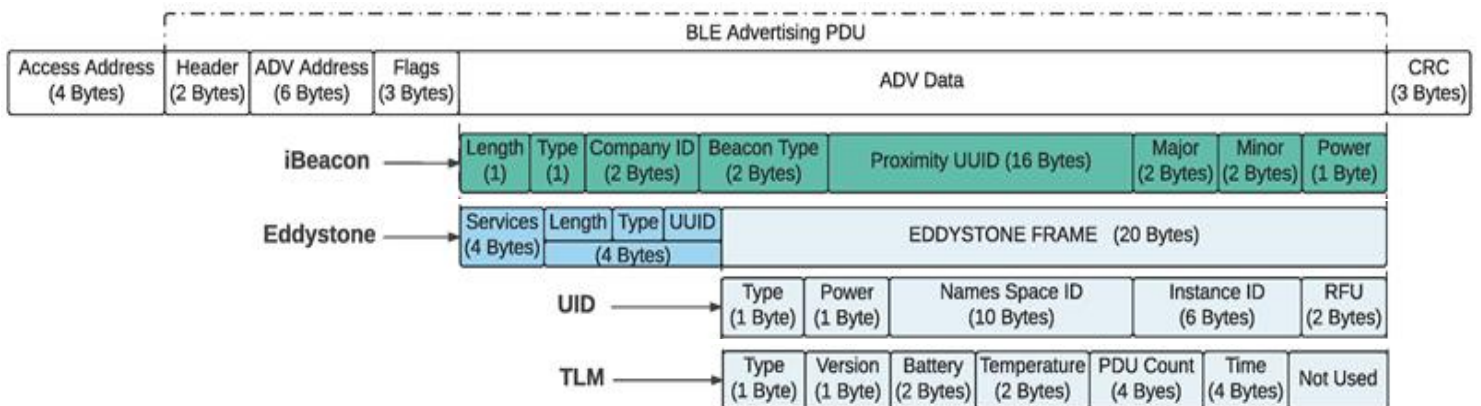 BLE Advertising PDU
Access Address Header ADV Address Flags ADV Data CRC
(4 Bytes) (2 Bytes) (6 Bytes) (3 Bytes) (3 Bytes)
iBeacon Length Type Company ID Beacon Type Proximity UUID (16 Bytes) Major Minor Power
(1) (1) (2 Bytes) (2 Bytes) (2 Bytes) (2 Bytes) (1 Byte)
Eddystone Services Length Type UUID EDDYSTONE FRAME (20 Bytes)
(4 Bytes) (4 Bytes)
UID Type Power Names Space ID Instance ID RFU
(1 Byte) (1 Byte) (10 Bytes) (6 Bytes) (2 Bytes)
TLM Type Version Battery Temperature PDU Count Time Not Used
(1 Byte) (1 Byte) (2 Bytes) (2 Bytes) (4 Byes) (4 Bytes)